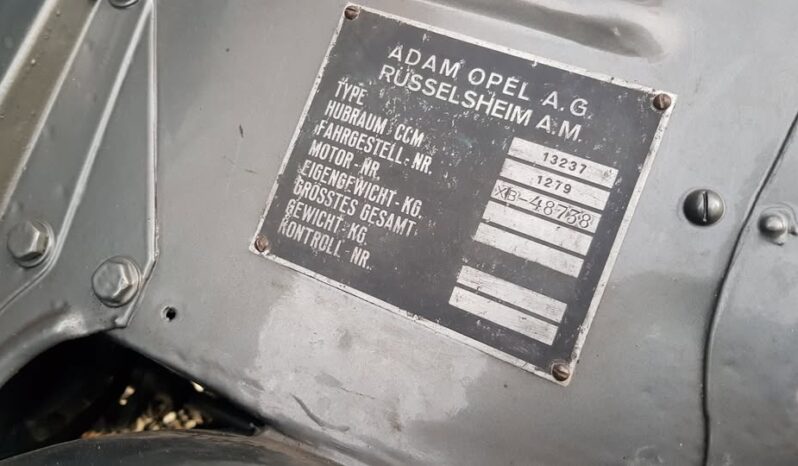 ADAM OPEL A.G.
RÜSSELSHEIM A.M.
TYPE 13237
HUBRAUM CCM 1279
FAHRGESTELL-NR. XB-48758
MOTOR-NR.
EIGENGEWICHT-KG.
GRÖSSTES GESAMT
GEWICHT-KG.
KONTROLL-NR.